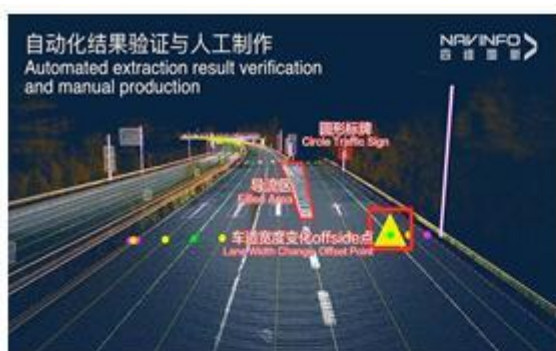 自动化结果验证与人工制作
Automated extraction result verification
and manual production
NAVINFO
四维图新
圆形标牌
Circle Traffic Sign
导流区
Filled Area
车道宽度变化offside点
Lane Width Change, Offset Point